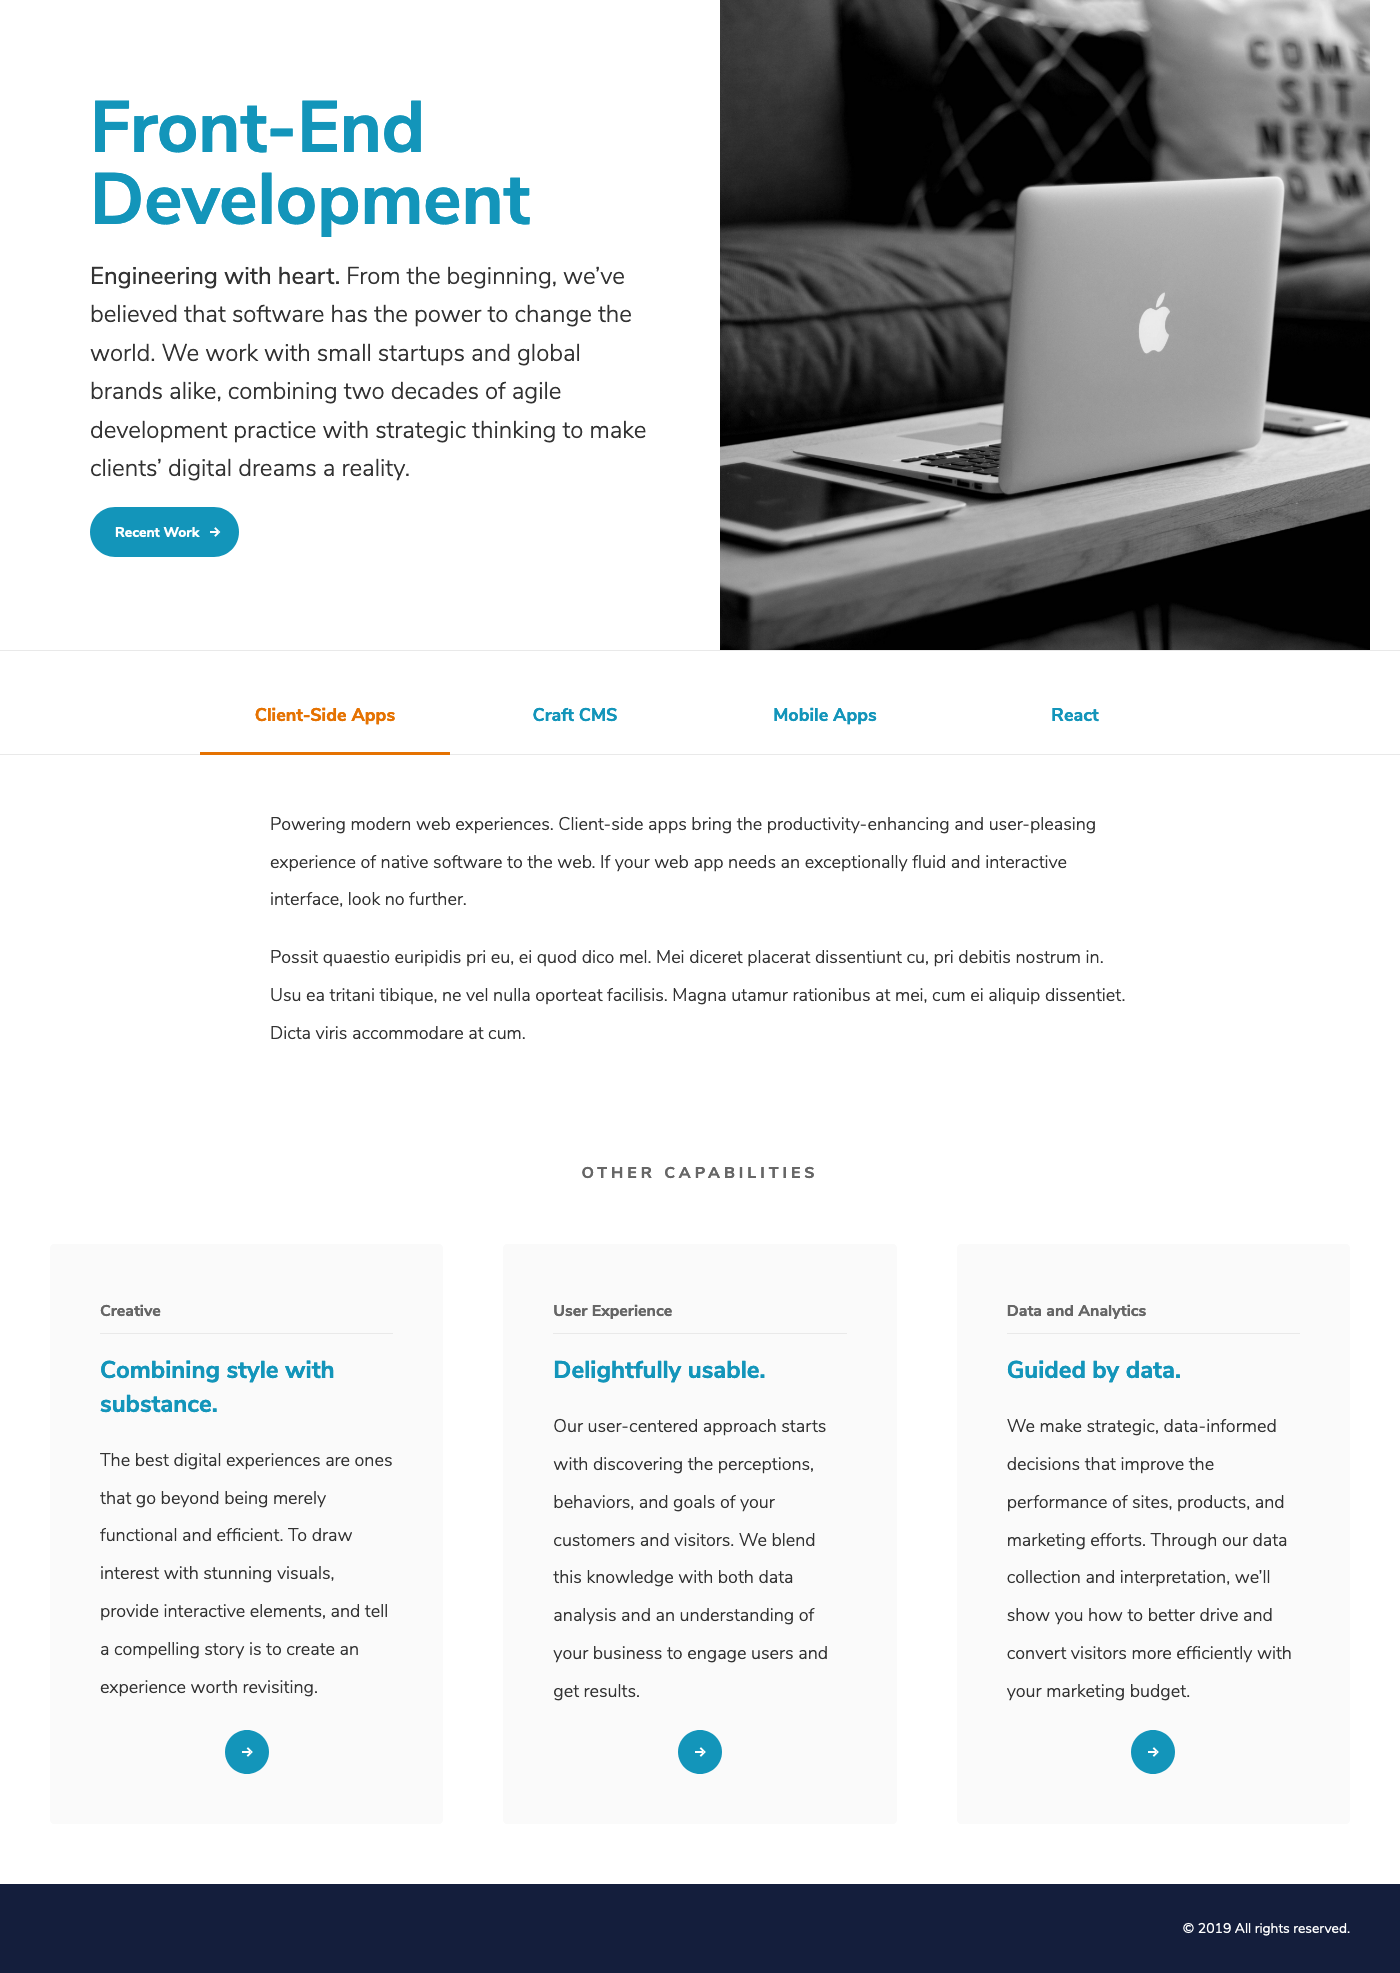 Front-End
Development
Engineering with heart. From the beginning, we’ve
believed that software has the power to change the
world. We work with small startups and global
brands alike, combining two decades of agile
development practice with strategic thinking to make
clients’ digital dreams a reality.
Recent Work
COME
SIT
NEXT
TO M
Client-Side Apps
Craft CMS
Mobile Apps
React
Powering modern web experiences. Client-side apps bring the productivity-enhancing and user-pleasing
experience of native software to the web. If your web app needs an exceptionally fluid and interactive
interface, look no further.
Possit quaestio euripidis pri eu, ei quod dico mel. Mei diceret placerat dissentiunt cu, pri debitis nostrum in.
Usu ea tritani tibique, ne vel nulla oporteat facilisis. Magna utamur rationibus at mei, cum ei aliquip dissentiet.
Dicta viris accommodare at cum.
OTHER CAPABILITIES
Creative
Combining style with
substance.
The best digital experiences are ones
that go beyond being merely
functional and efficient. To draw
interest with stunning visuals,
provide interactive elements, and tell
a compelling story is to create an
experience worth revisiting.
User Experience
Delightfully usable.
Our user-centered approach starts
with discovering the perceptions,
behaviors, and goals of your
customers and visitors. We blend
this knowledge with both data
analysis and an understanding of
your business to engage users and
get results.
Data and Analytics
Guided by data.
We make strategic, data-informed
decisions that improve the
performance of sites, products, and
marketing efforts. Through our data
collection and interpretation, we’ll
show you how to better drive and
convert visitors more efficiently with
your marketing budget.
© 2019 All rights reserved.